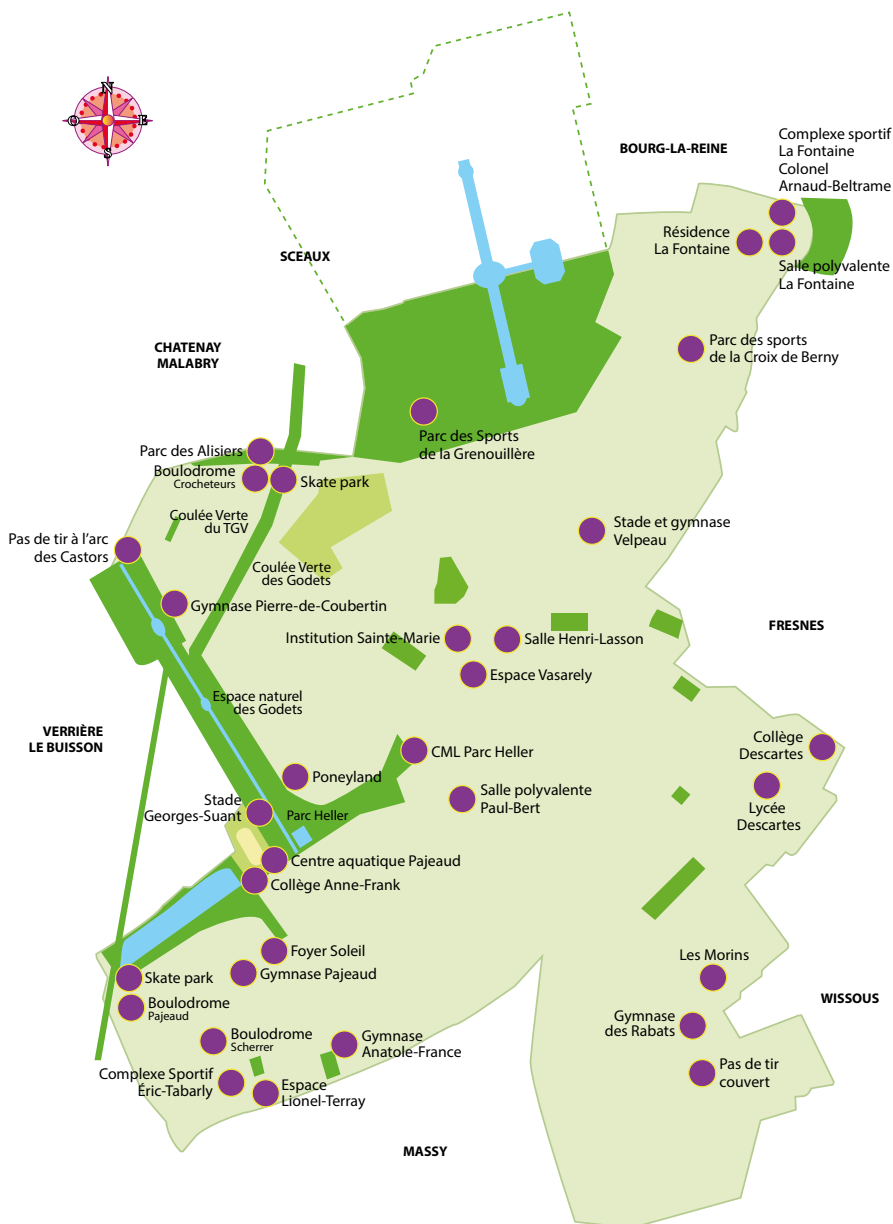 N
O
E
S
BOURG-LA-REINE
Complexe sportif
La Fontaine
Colonel
Arnaud-Beltrame
Résidence
La Fontaine
Salle polyvalente
La Fontaine
SCEAUX
CHATENAY
MALABRY
Parc des sports
de la Croix de Berny
Parc des Sports
de la Grenouillère
Parc des Alisiers
Boulodrome
Crocheteurs
Skate park
Coulée Verte
du TGV
Pas de tir à l'arc
des Castors
Stade et gymnase
Velpeau
Coulée Verte
des Godets
Gymnase Pierre-de-Coubertin
Institution Sainte-Marie
Salle Henri-Lasson
FRESNES
Espace Vasarely
Espace naturel
des Godets
VERRIÈRE
LE BUISSON
CML Parc Heller
Collège
Descartes
Poneyland
Salle polyvalente
Paul-Bert
Lycée
Descartes
Stade
Georges-Suant
Parc Heller
Centre aquatique Pajeaud
Collège Anne-Frank
Foyer Soleil
Les Morins
Skate park
Gymnase Pajeaud
WISSOUS
Boulodrome
Pajeaud
Gymnase
des Rabats
Boulodrome
Scherrer
Gymnase
Anatole-France
Complexe Sportif
Éric-Tabarly
Espace
Lionel-Terray
Pas de tir
couvert
MASSY